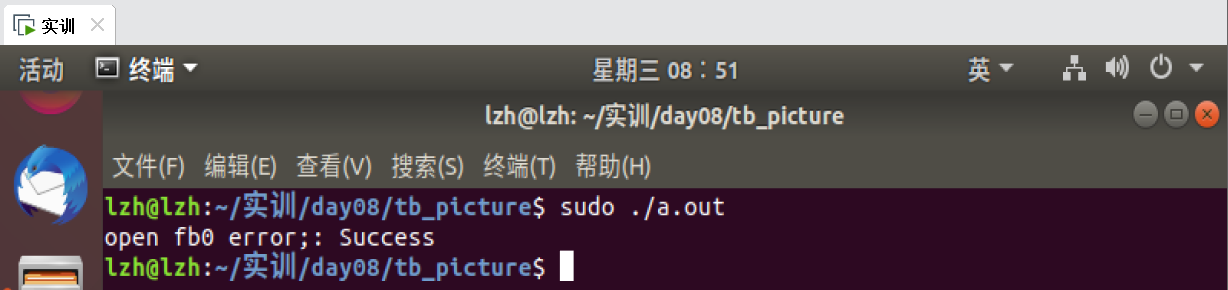 实训
活动 终端 星期三 08：51 英
lzh@lzh: ~/实训/day08/tb_picture
文件(F) 编辑(E) 查看(V) 搜索(S) 终端(T) 帮助(H)
lzh@lzh:~/实训/day08/tb_picture$ sudo ./a.out
open fb0 error;: Success
lzh@lzh:~/实训/day08/tb_picture$